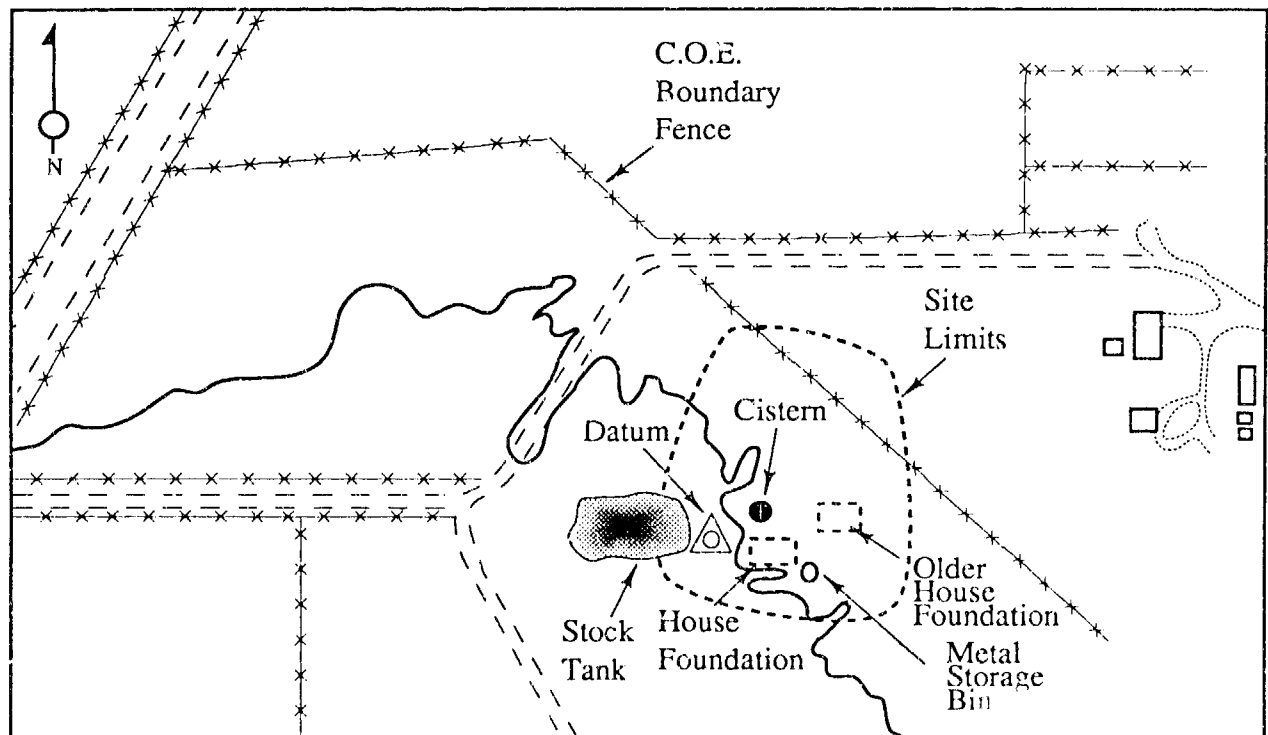 N
C.O.E.
Boundary
Fence
Site
Limits
Cistern
Datum
Older
House
Foundation
Stock
Tank
House
Foundation
Metal
Storage
Bin